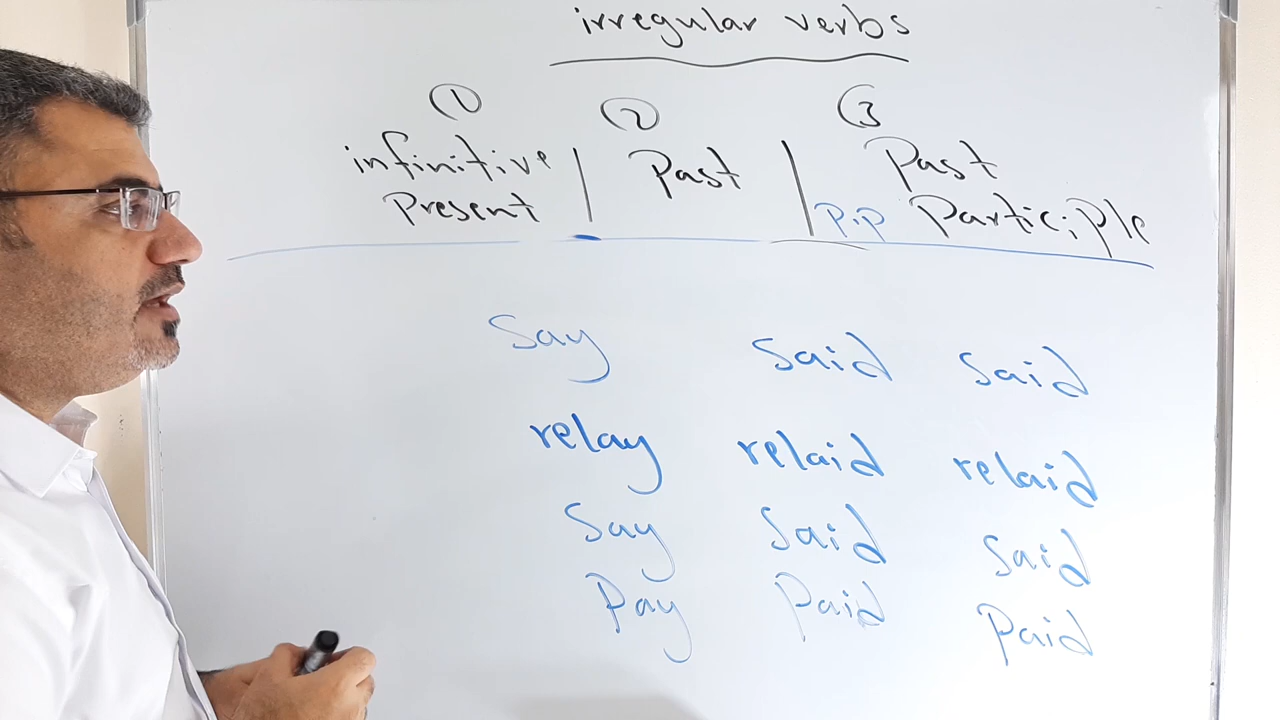 irregular verbs
① ② ③
infinitive | Past | Past
Present P.P Participle
Say said said
relay relaid relaid
Say Said Said
Pay Paid Paid